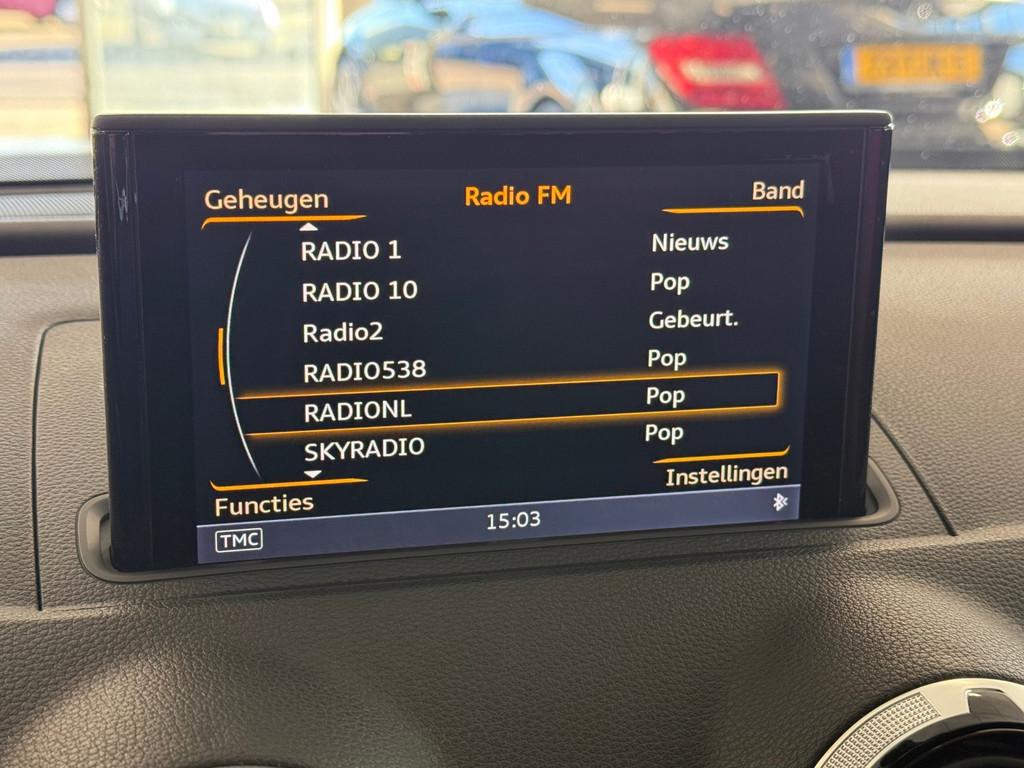 Geheugen Radio FM Band
RADIO 1 Nieuws
RADIO 10 Pop
Radio2 Gebeurt.
RADIO538 Pop
RADIONL Pop
SKYRADIO Pop
Functies Instellingen
TMC 15:03